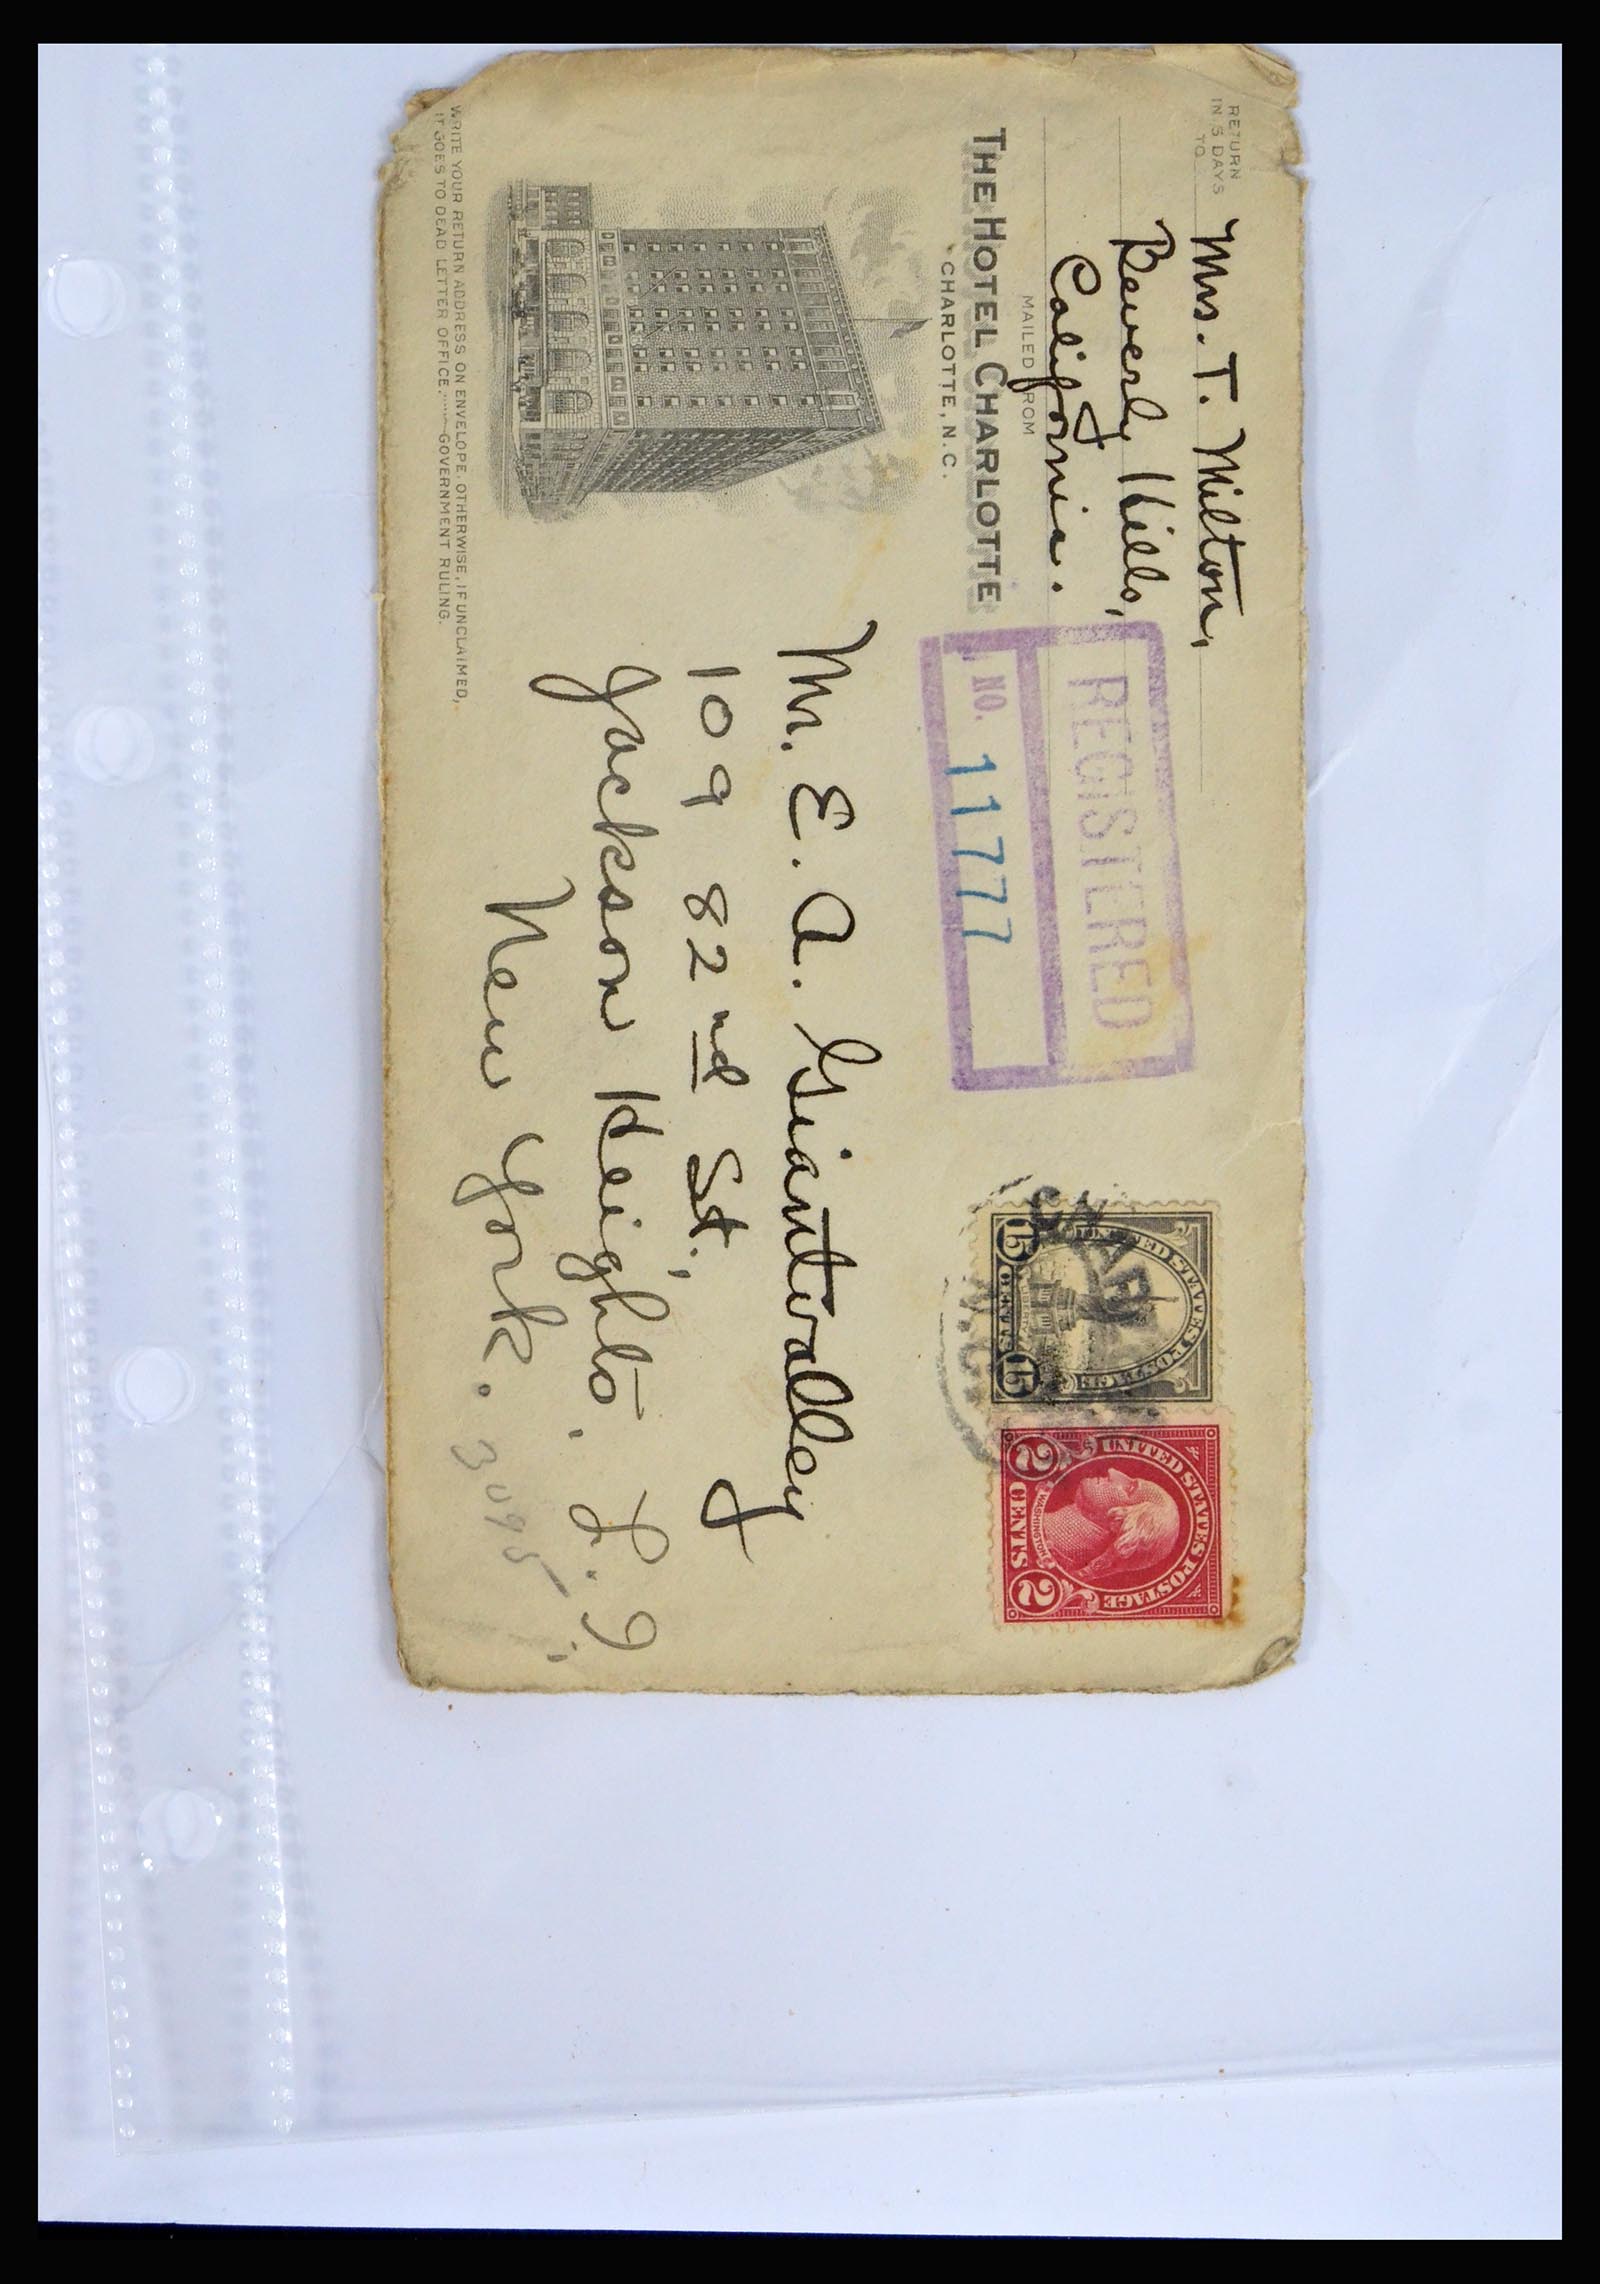 RETURN
IN 5 DAYS
TO
Mrs. T. Milton,
Beverly Hills,
California.
MAILED FROM
THE HOTEL CHARLOTTE
CHARLOTTE, N.C.
REGISTERED
NO. 11777
N.C.
UNITED STATES POSTAGE
LIBERTY
15 CENTS 15
UNITED STATES POSTAGE
WASHINGTON
2 CENTS 2
Mr. E. A. Giantvalley
109 82nd St.,
Jackson Heights, L. I.,
New York.
WRITE YOUR RETURN ADDRESS ON ENVELOPE, OTHERWISE, IF UNCLAIMED,
IT GOES TO DEAD LETTER OFFICE.——GOVERNMENT RULING.